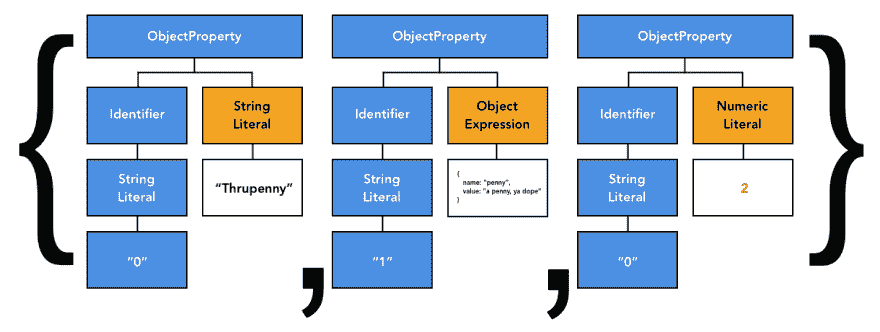 {
ObjectProperty
Identifier
String
Literal
String
Literal
“Thrupenny”
“0”
,
ObjectProperty
Identifier
Object
Expression
String
Literal
{
name: "penny",
value: "a penny, ya dope"
}
“1”
,
ObjectProperty
Identifier
Numeric
Literal
String
Literal
2
“0”
}